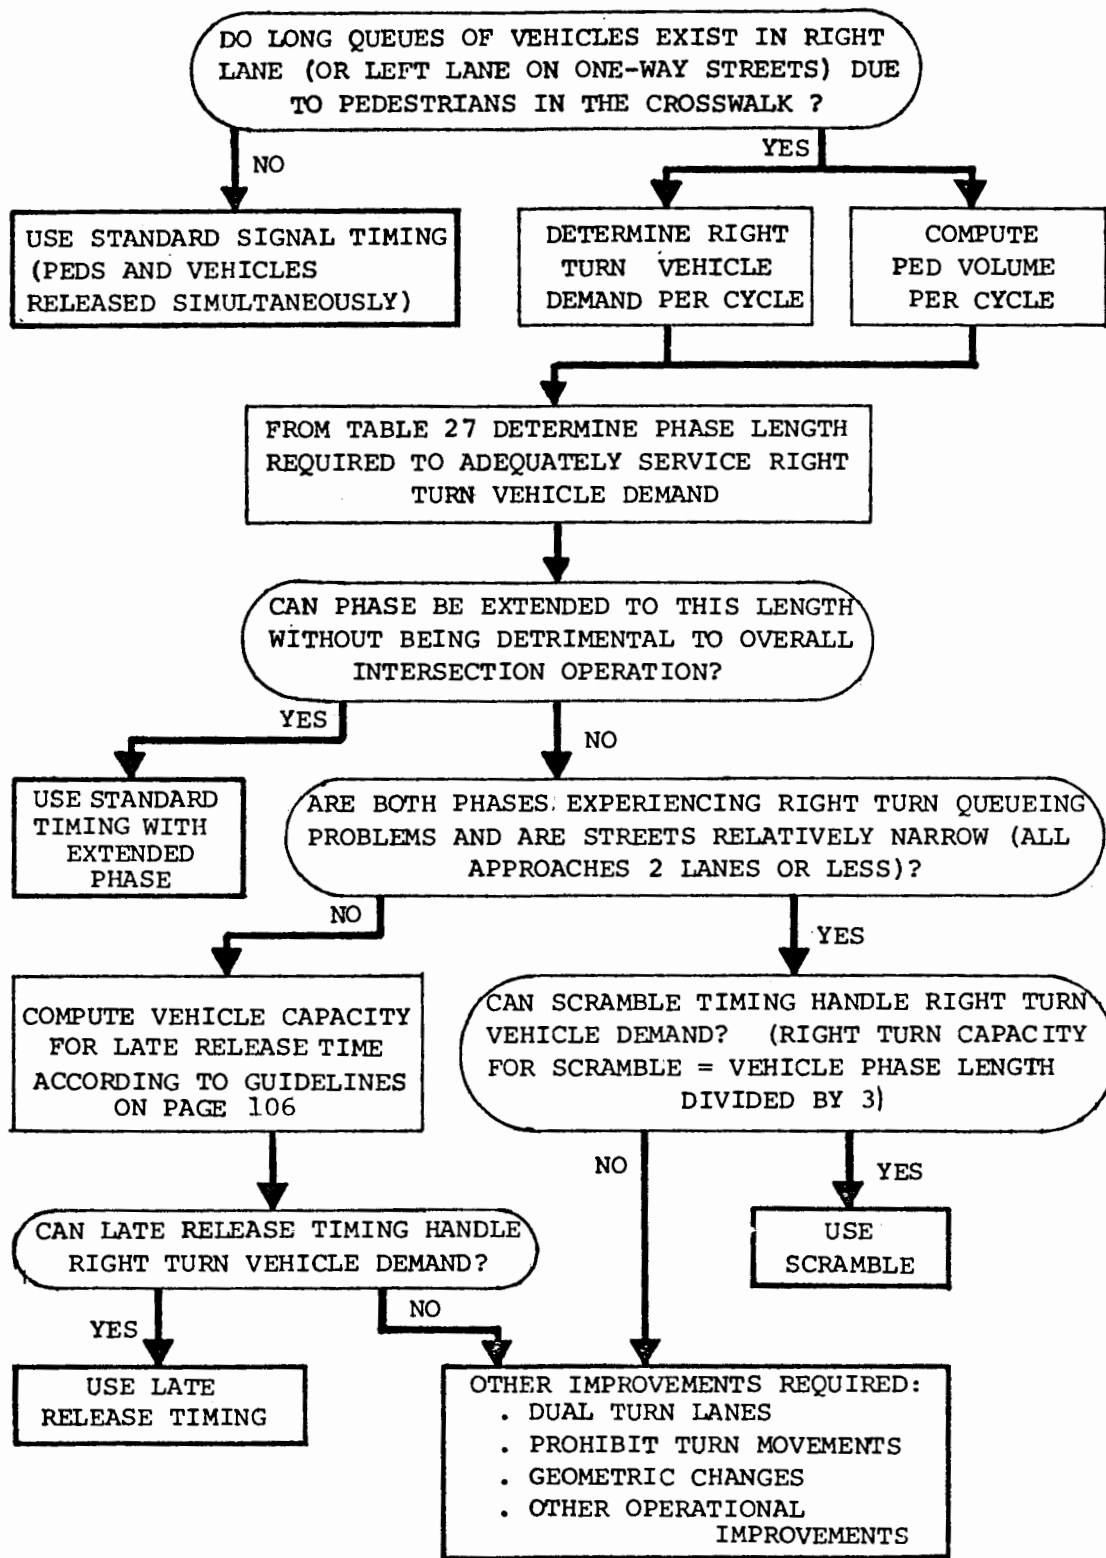 DO LONG QUEUES OF VEHICLES EXIST IN RIGHT
LANE (OR LEFT LANE ON ONE-WAY STREETS) DUE
TO PEDESTRIANS IN THE CROSSWALK ?
NO
YES
USE STANDARD SIGNAL TIMING
(PEDS AND VEHICLES
RELEASED SIMULTANEOUSLY)
DETERMINE RIGHT
TURN VEHICLE
DEMAND PER CYCLE
COMPUTE
PED VOLUME
PER CYCLE
FROM TABLE 27 DETERMINE PHASE LENGTH
REQUIRED TO ADEQUATELY SERVICE RIGHT
TURN VEHICLE DEMAND
CAN PHASE BE EXTENDED TO THIS LENGTH
WITHOUT BEING DETRIMENTAL TO OVERALL
INTERSECTION OPERATION?
YES
NO
USE STANDARD
TIMING WITH
EXTENDED
PHASE
ARE BOTH PHASES EXPERIENCING RIGHT TURN QUEUEING
PROBLEMS AND ARE STREETS RELATIVELY NARROW (ALL
APPROACHES 2 LANES OR LESS)?
NO
YES
COMPUTE VEHICLE CAPACITY
FOR LATE RELEASE TIME
ACCORDING TO GUIDELINES
ON PAGE 106
CAN SCRAMBLE TIMING HANDLE RIGHT TURN
VEHICLE DEMAND? (RIGHT TURN CAPACITY
FOR SCRAMBLE = VEHICLE PHASE LENGTH
DIVIDED BY 3)
NO
YES
CAN LATE RELEASE TIMING HANDLE
RIGHT TURN VEHICLE DEMAND?
USE
SCRAMBLE
YES
NO
USE LATE
RELEASE TIMING
OTHER IMPROVEMENTS REQUIRED:
. DUAL TURN LANES
. PROHIBIT TURN MOVEMENTS
. GEOMETRIC CHANGES
. OTHER OPERATIONAL
IMPROVEMENTS